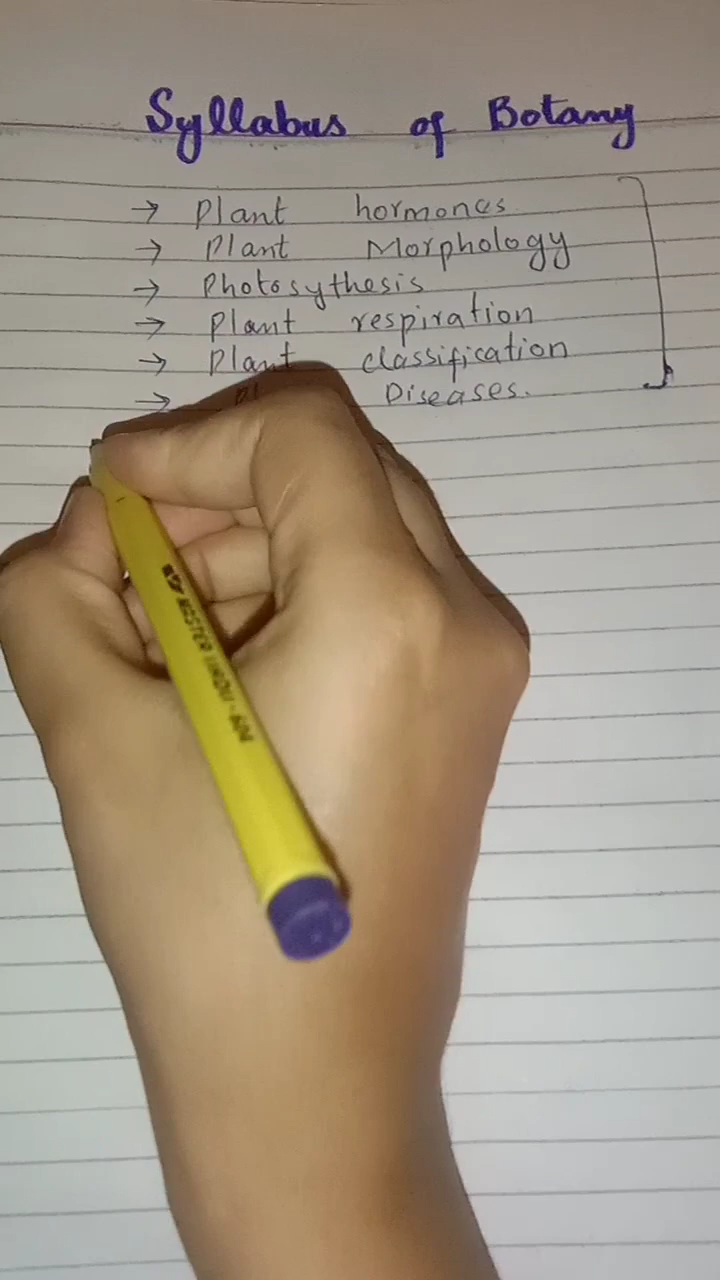 Syllabus of Botany
→ Plant hormones
→ Plant Morphology
→ Photosythesis
→ Plant respiration
→ Plant classification
→ Diseases.